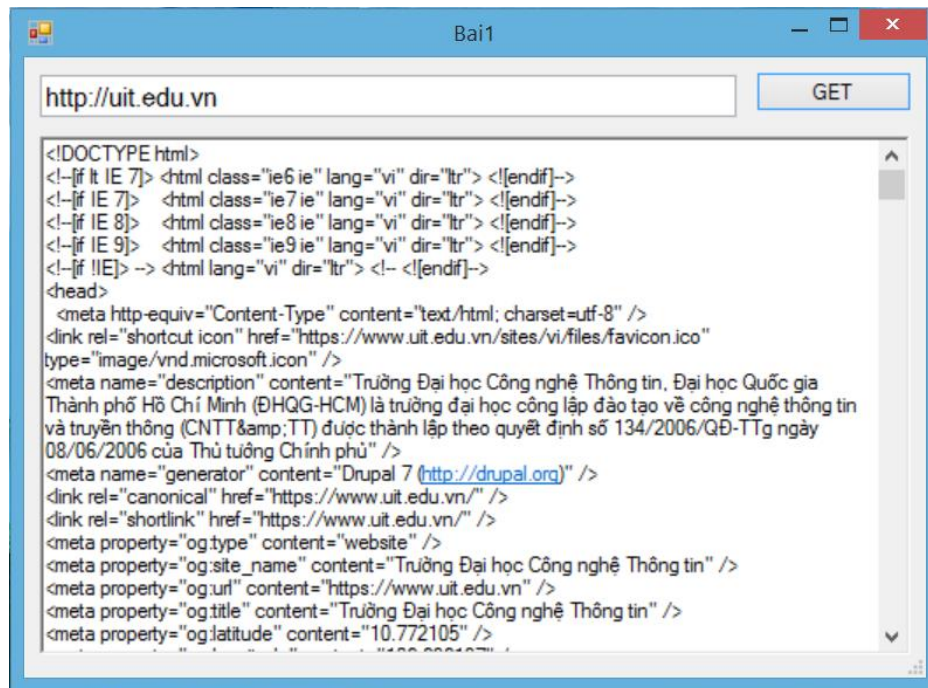 Bai1
http://uit.edu.vn
GET
<!DOCTYPE html>
<!--[if lt IE 7]> <html class="ie6 ie" lang="vi" dir="ltr"> <![endif]-->
<!--[if IE 7]>    <html class="ie7 ie" lang="vi" dir="ltr"> <![endif]-->
<!--[if IE 8]>    <html class="ie8 ie" lang="vi" dir="ltr"> <![endif]-->
<!--[if IE 9]>    <html class="ie9 ie" lang="vi" dir="ltr"> <![endif]-->
<!--[if !IE]> --> <html lang="vi" dir="ltr"> <!-- <![endif]-->
<head>
<meta http-equiv="Content-Type" content="text/html; charset=utf-8" />
<link rel="shortcut icon" href="https://www.uit.edu.vn/sites/vi/files/favicon.ico"
type="image/vnd.microsoft.icon" />
<meta name="description" content="Trường Đại học Công nghệ Thông tin, Đại học Quốc gia
Thành phố Hồ Chí Minh (ĐHQG-HCM) là trường đại học công lập đào tạo về công nghệ thông tin
và truyền thông (CNTT&amp;TT) được thành lập theo quyết định số 134/2006/QĐ-TTg ngày
08/06/2006 của Thủ tướng Chính phủ" />
<meta name="generator" content="Drupal 7 (http://drupal.org)" />
<link rel="canonical" href="https://www.uit.edu.vn/" />
<link rel="shortlink" href="https://www.uit.edu.vn/" />
<meta property="og:type" content="website" />
<meta property="og:site_name" content="Trường Đại học Công nghệ Thông tin" />
<meta property="og:url" content="https://www.uit.edu.vn" />
<meta property="og:title" content="Trường Đại học Công nghệ Thông tin" />
<meta property="og:latitude" content="10.772105" />